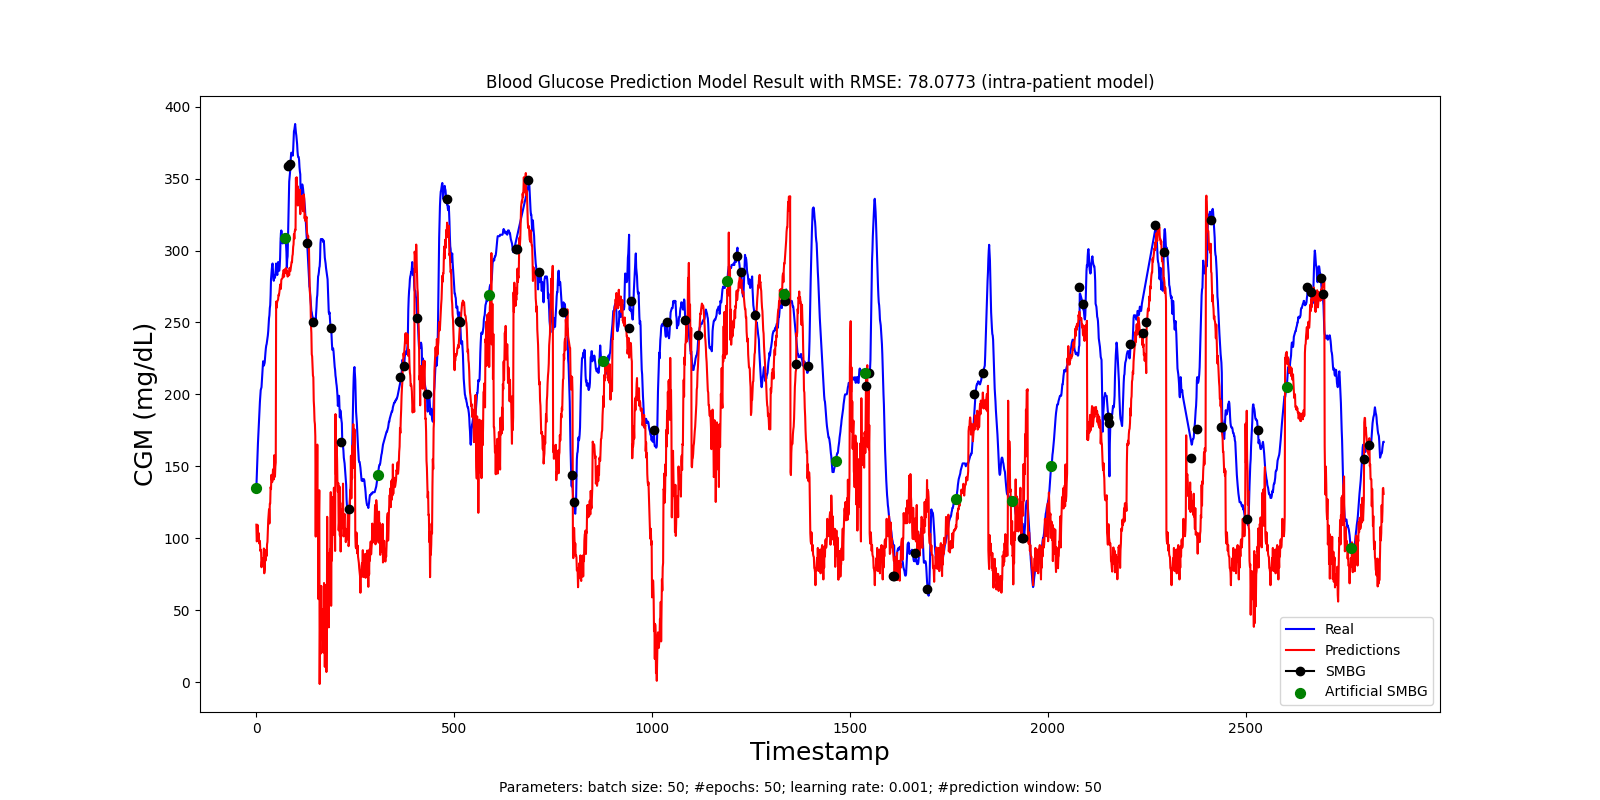 Blood Glucose Prediction Model Result with RMSE: 78.0773 (intra-patient model)
400
350
300
250
200
150
100
50
0
CGM (mg/dL)
0 500 1000 1500 2000 2500
Timestamp
Real
Predictions
SMBG
Artificial SMBG
Parameters: batch size: 50; #epochs: 50; learning rate: 0.001; #prediction window: 50